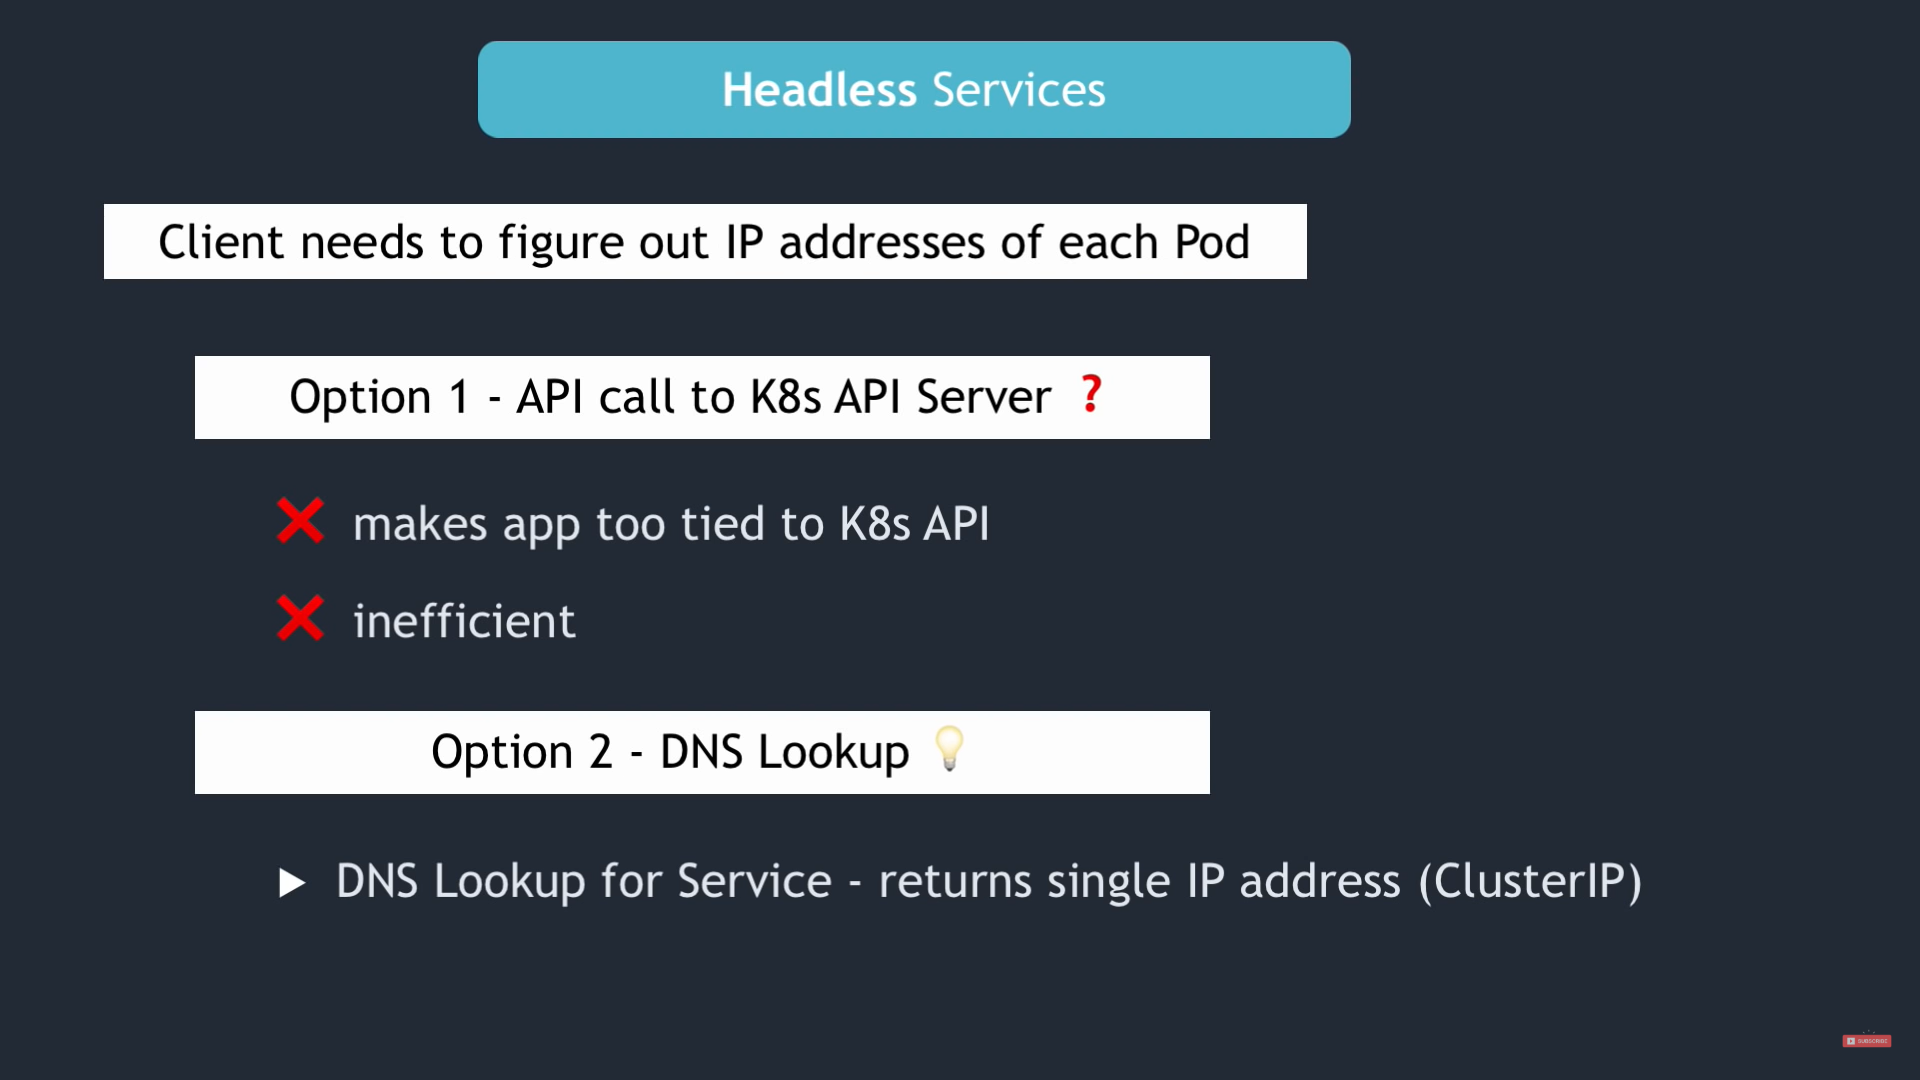 Headless Services
Client needs to figure out IP addresses of each Pod
Option 1 - API call to K8s API Server ?
makes app too tied to K8s API
inefficient
Option 2 - DNS Lookup
DNS Lookup for Service - returns single IP address (ClusterIP)
SUBSCRIBE